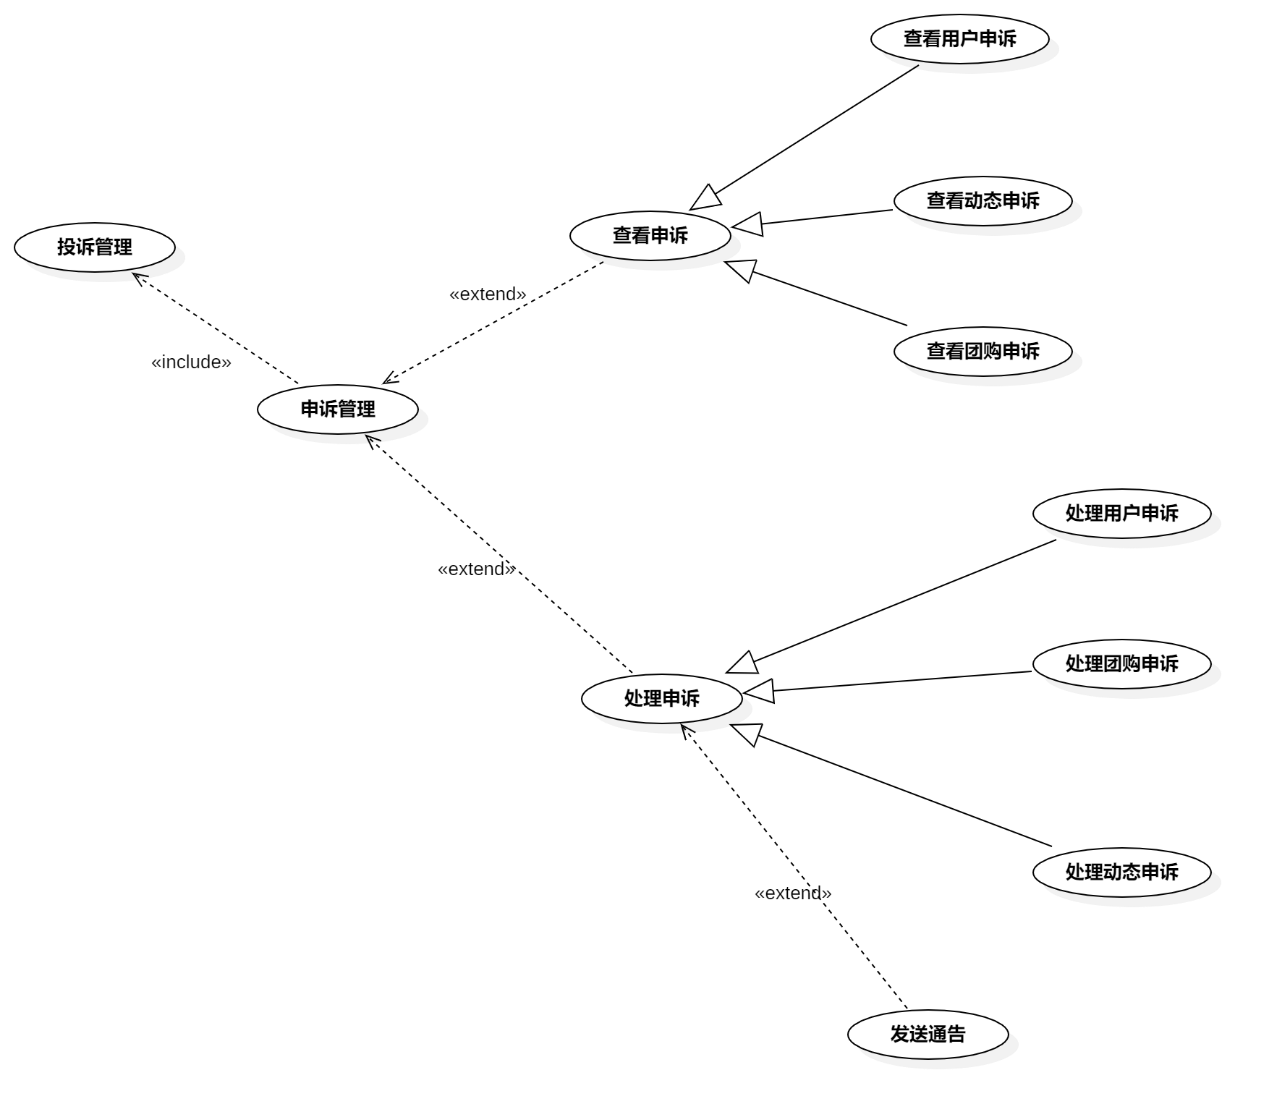 查看用户申诉
查看动态申诉
查看申诉
投诉管理
«extend»
查看团购申诉
«include»
申诉管理
处理用户申诉
«extend»
处理团购申诉
处理申诉
处理动态申诉
«extend»
发送通告